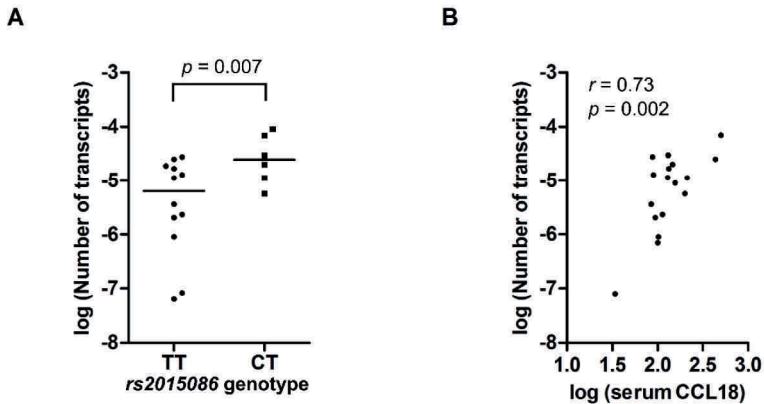 A
p = 0.007
log (Number of transcripts)
-3
-4
-5
-6
-7
-8
TT CT
rs2015086 genotype
B
r = 0.73
p = 0.002
log (Number of transcripts)
-3
-4
-5
-6
-7
-8
1.0 1.5 2.0 2.5 3.0
log (serum CCL18)